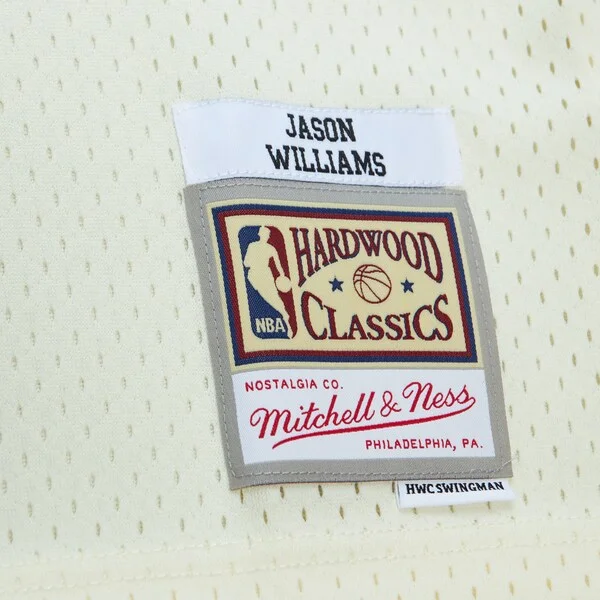 JASON
WILLIAMS
HARDWOOD
CLASSICS
NBA
NOSTALGIA CO.
Mitchell & Ness
PHILADELPHIA, PA.
HWC SWINGMAN